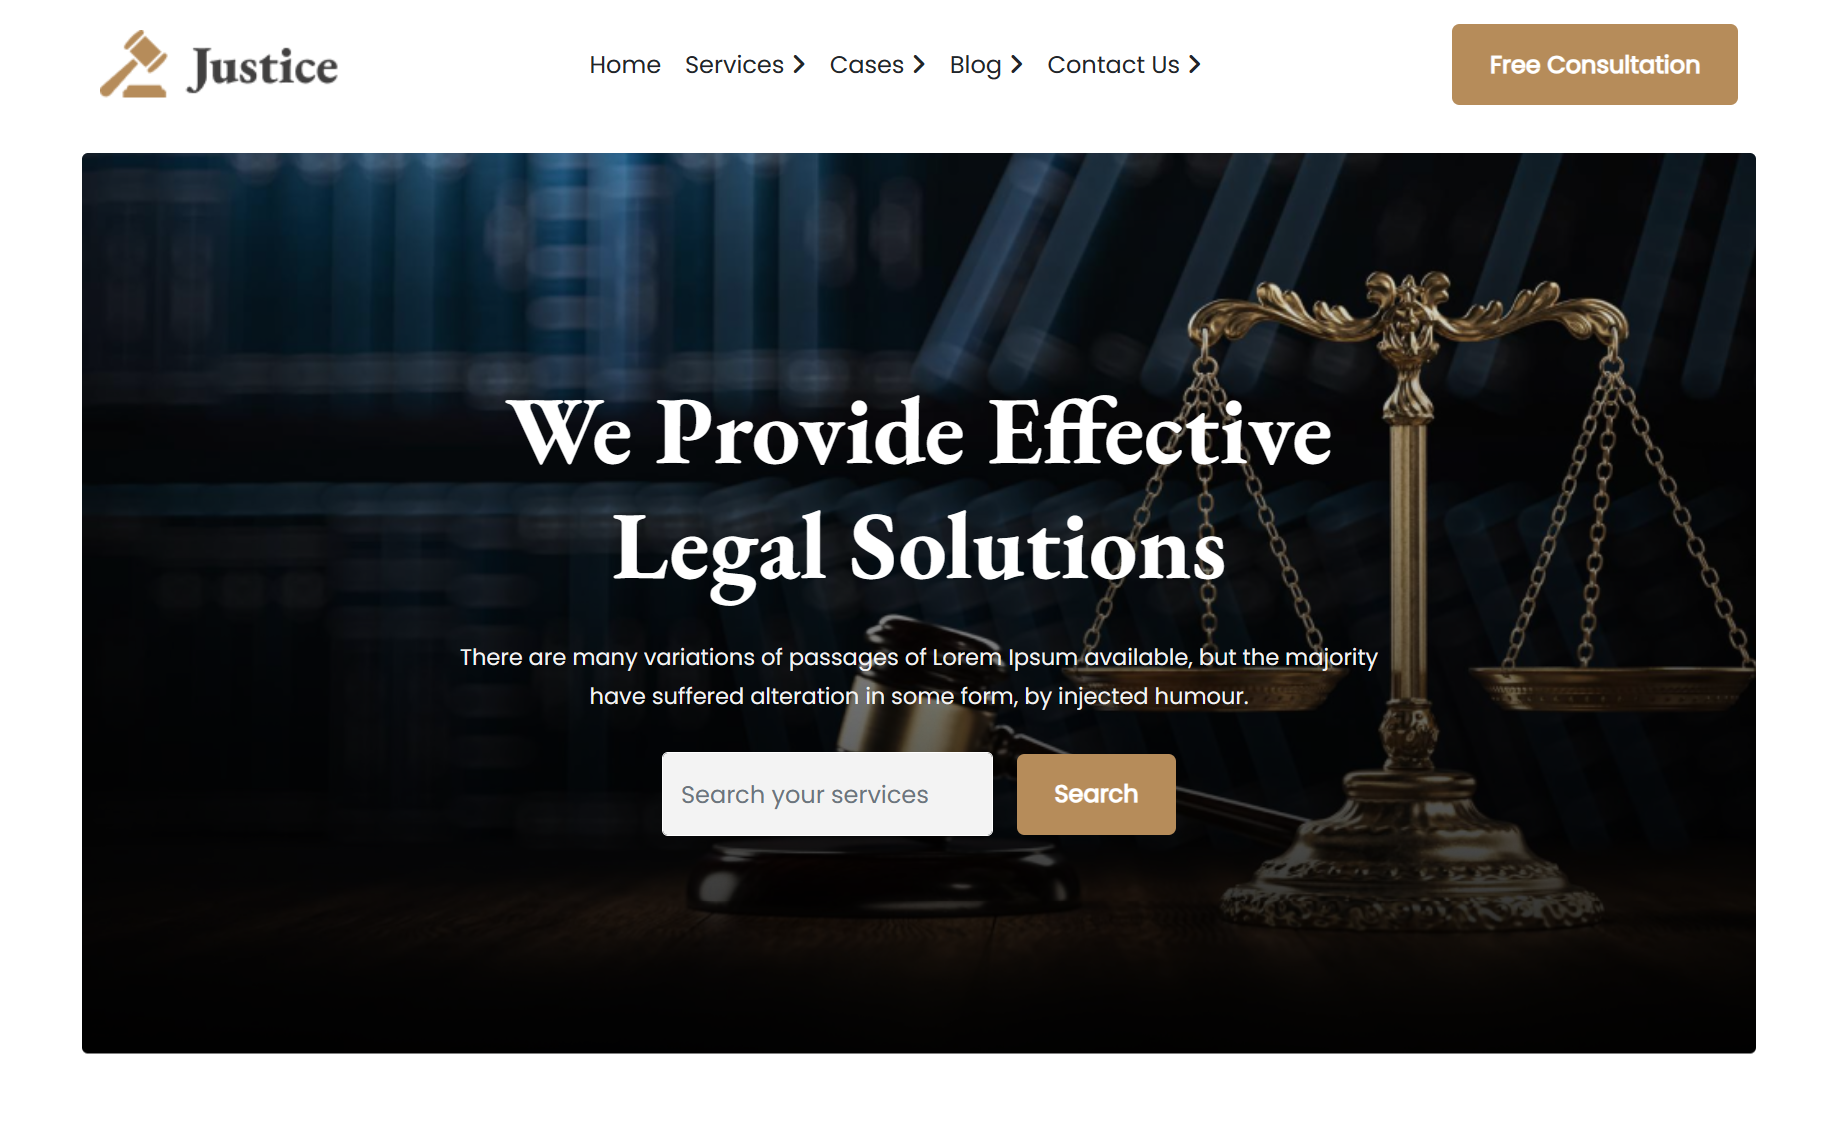 Justice
Home Services Cases Blog Contact Us
Free Consultation
We Provide Effective
Legal Solutions
There are many variations of passages of Lorem Ipsum available, but the majority
have suffered alteration in some form, by injected humour.
Search your services
Search